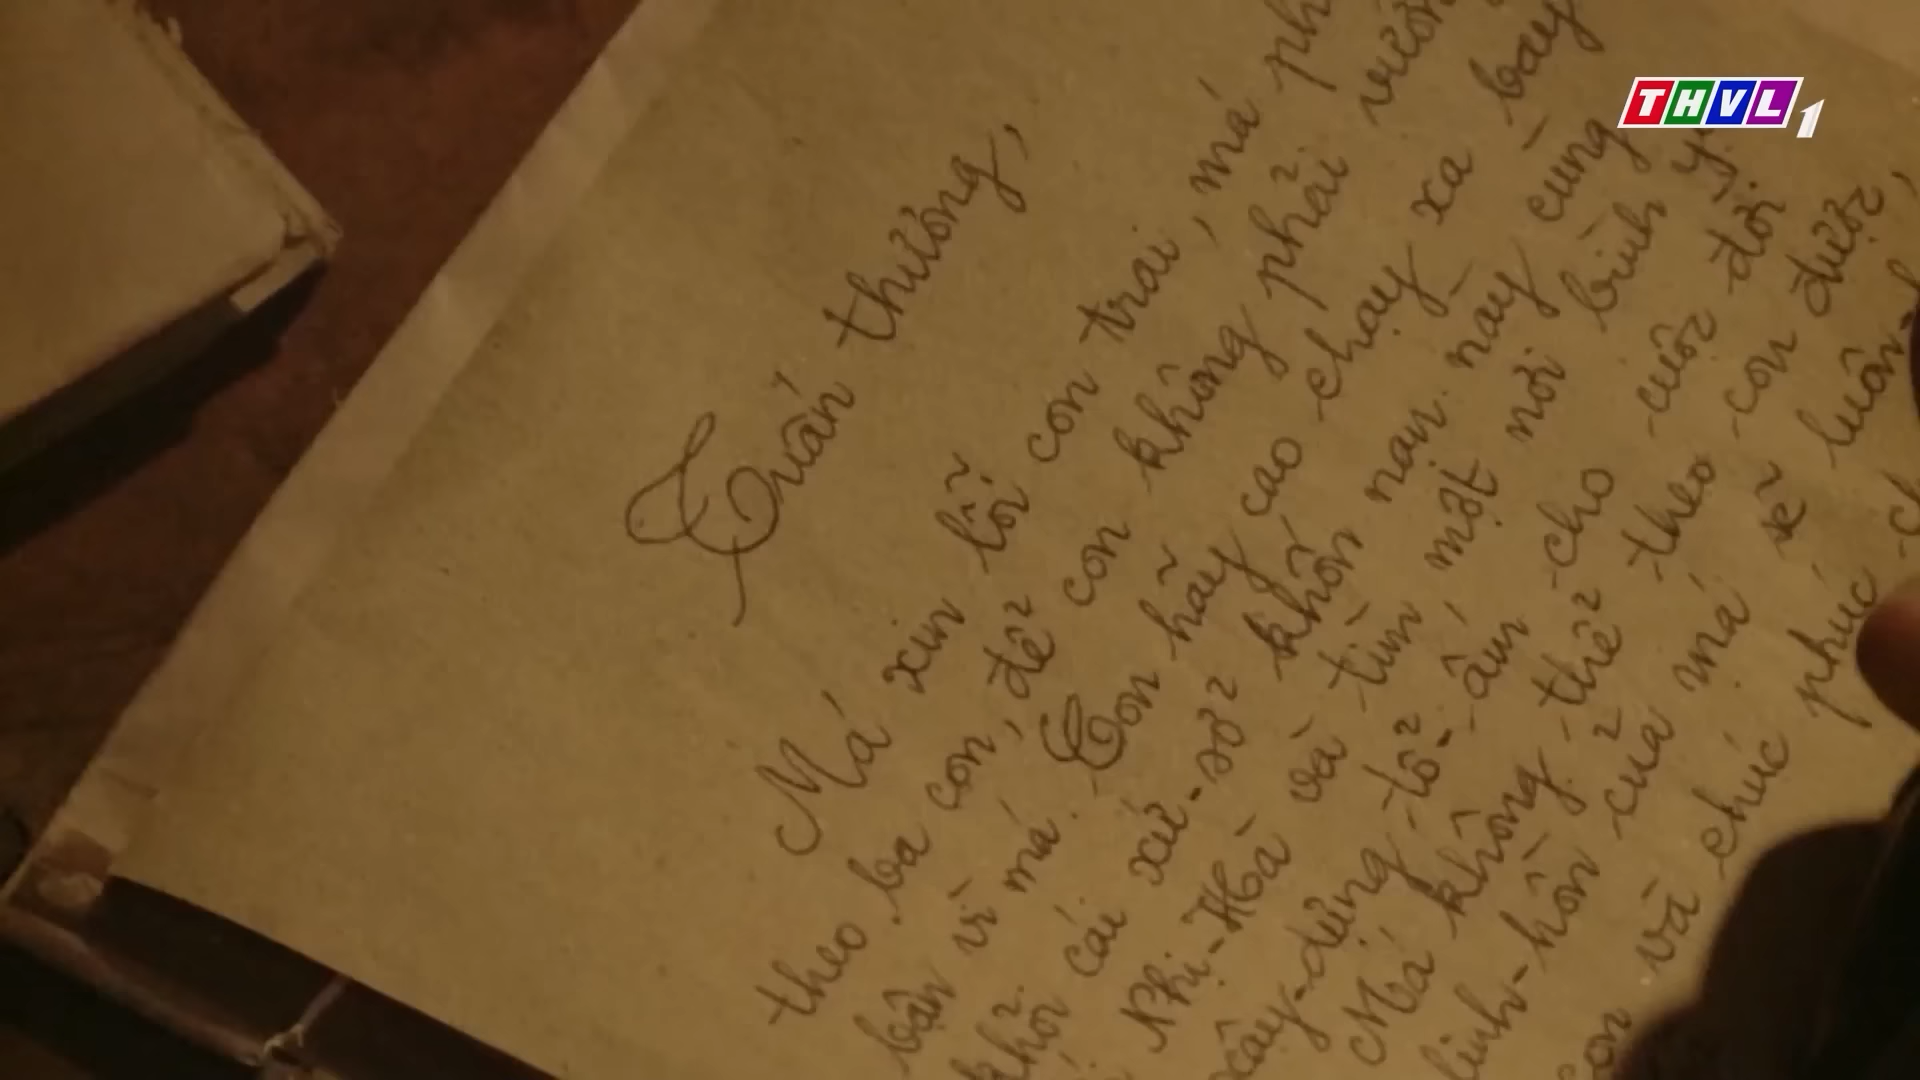 THVL1
Tuấn thương,
Má xin lỗi con trai, má
theo ba con, để con không phải
bận vì má. Con hãy cao chạy xa bay
khỏi cái xứ-sở khốn nạn này cùng
Nhị-Hà và tìm một nơi bình
xây-dựng tổ-ấm cho cuộc đời
Má không thể theo con được,
linh-hồn của má sẽ luôn
con và chúc phúc